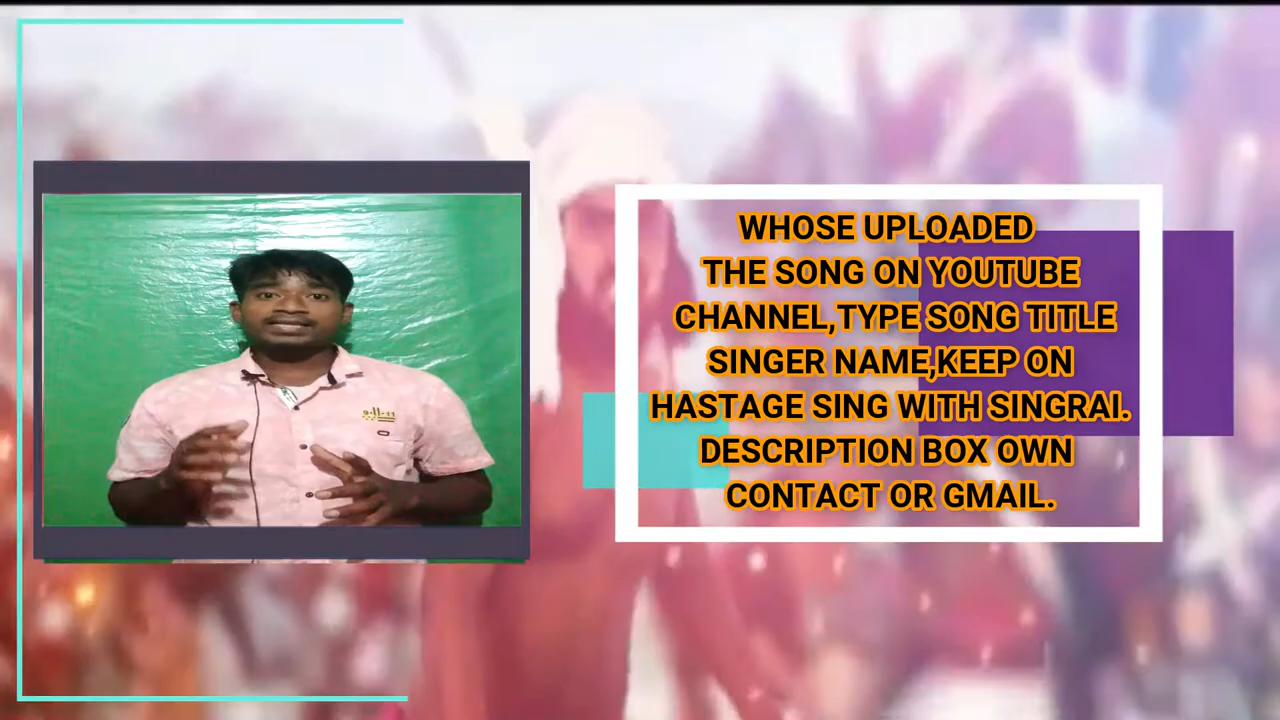 WHOSE UPLOADED
THE SONG ON YOUTUBE
CHANNEL,TYPE SONG TITLE
SINGER NAME,KEEP ON
HASTAGE SING WITH SINGRAI.
DESCRIPTION BOX OWN
CONTACT OR GMAIL.